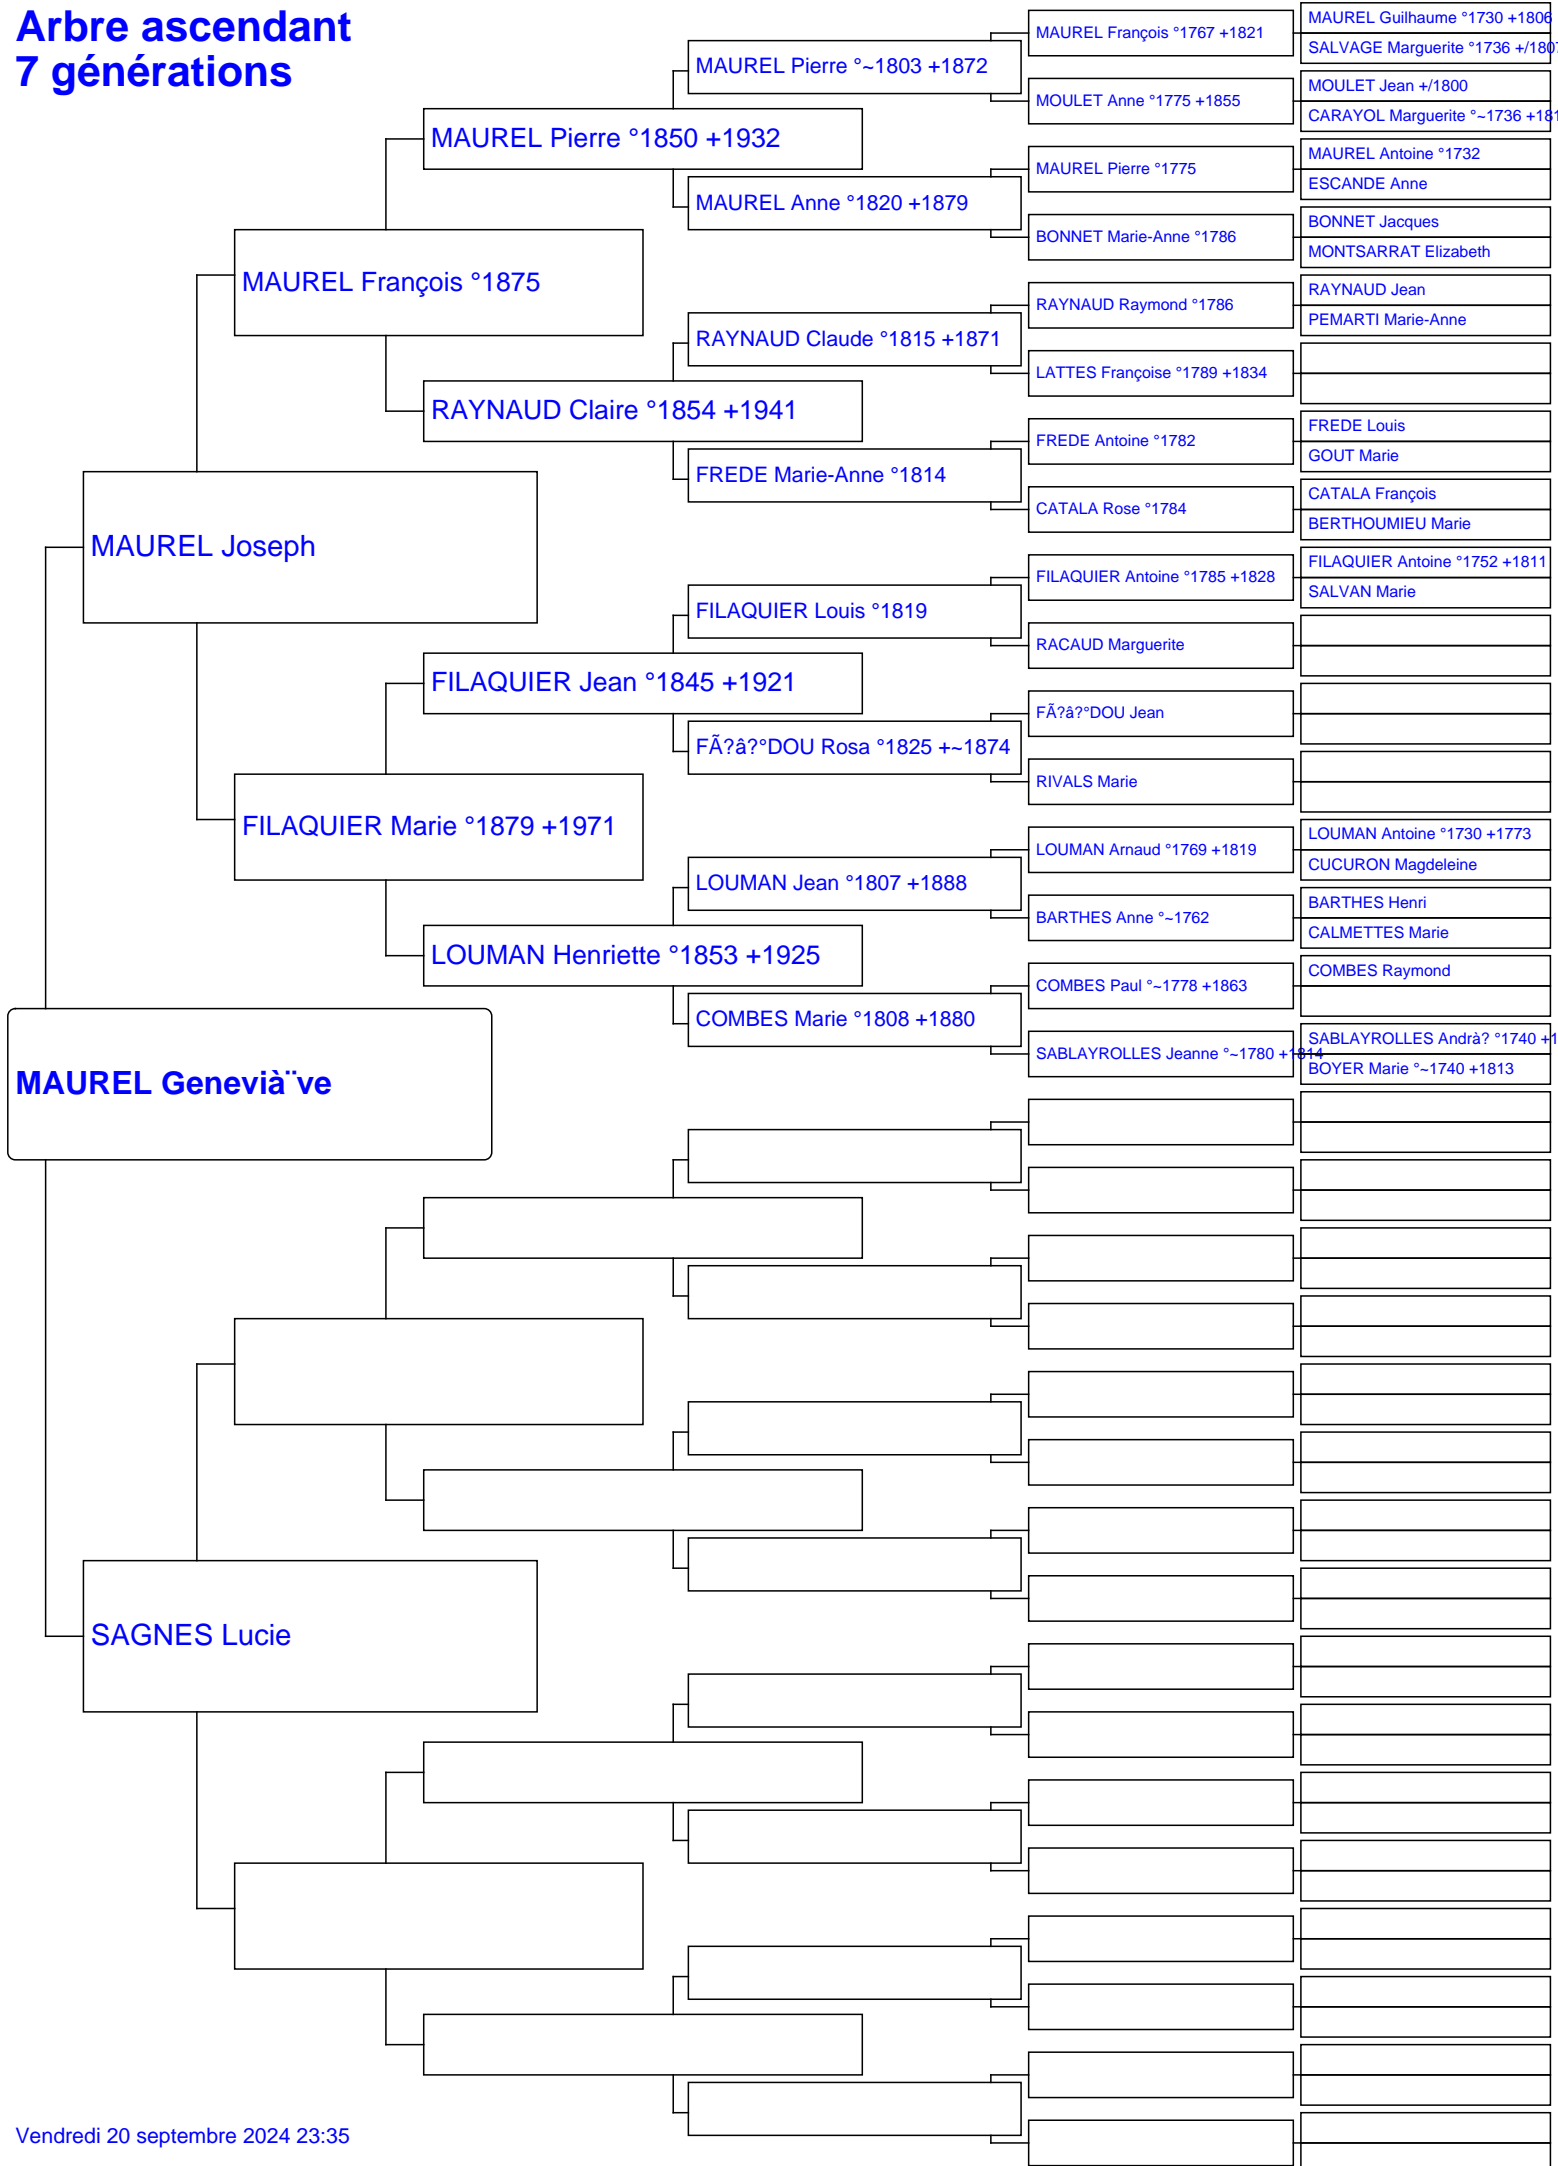 Arbre ascendant
7 générations
MAUREL Genevià¨ve
MAUREL Joseph
SAGNES Lucie
MAUREL François °1875
FILAQUIER Marie °1879 +1971
MAUREL Pierre °1850 +1932
RAYNAUD Claire °1854 +1941
FILAQUIER Jean °1845 +1921
LOUMAN Henriette °1853 +1925
MAUREL Pierre °~1803 +1872
MAUREL Anne °1820 +1879
RAYNAUD Claude °1815 +1871
FREDE Marie-Anne °1814
FILAQUIER Louis °1819
FÃ?â?°DOU Rosa °1825 +~1874
LOUMAN Jean °1807 +1888
COMBES Marie °1808 +1880
MAUREL François °1767 +1821
MOULET Anne °1775 +1855
MAUREL Pierre °1775
BONNET Marie-Anne °1786
RAYNAUD Raymond °1786
LATTES Françoise °1789 +1834
FREDE Antoine °1782
CATALA Rose °1784
FILAQUIER Antoine °1785 +1828
RACAUD Marguerite
FÃ?â?°DOU Jean
RIVALS Marie
LOUMAN Arnaud °1769 +1819
BARTHES Anne °~1762
COMBES Paul °~1778 +1863
SABLAYROLLES Jeanne °~1780 +1814
MAUREL Guilhaume °1730 +1806
SALVAGE Marguerite °1736 +/1807
MOULET Jean +/1800
CARAYOL Marguerite °~1736 +181
MAUREL Antoine °1732
ESCANDE Anne
BONNET Jacques
MONTSARRAT Elizabeth
RAYNAUD Jean
PEMARTI Marie-Anne
FREDE Louis
GOUT Marie
CATALA François
BERTHOUMIEU Marie
FILAQUIER Antoine °1752 +1811
SALVAN Marie
LOUMAN Antoine °1730 +1773
CUCURON Magdeleine
BARTHES Henri
CALMETTES Marie
COMBES Raymond
SABLAYROLLES Andrà? °1740 +1
BOYER Marie °~1740 +1813
Vendredi 20 septembre 2024 23:35